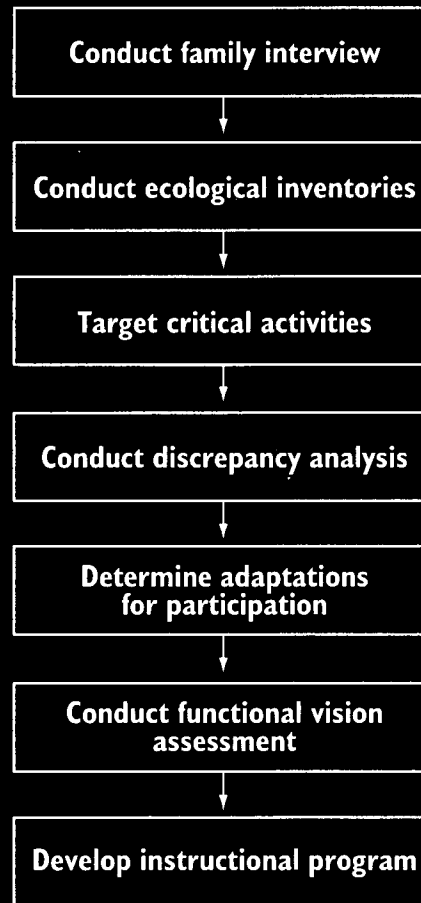 Conduct family interview
Conduct ecological inventories
Target critical activities
Conduct discrepancy analysis
Determine adaptations
for participation
Conduct functional vision
assessment
Develop instructional program